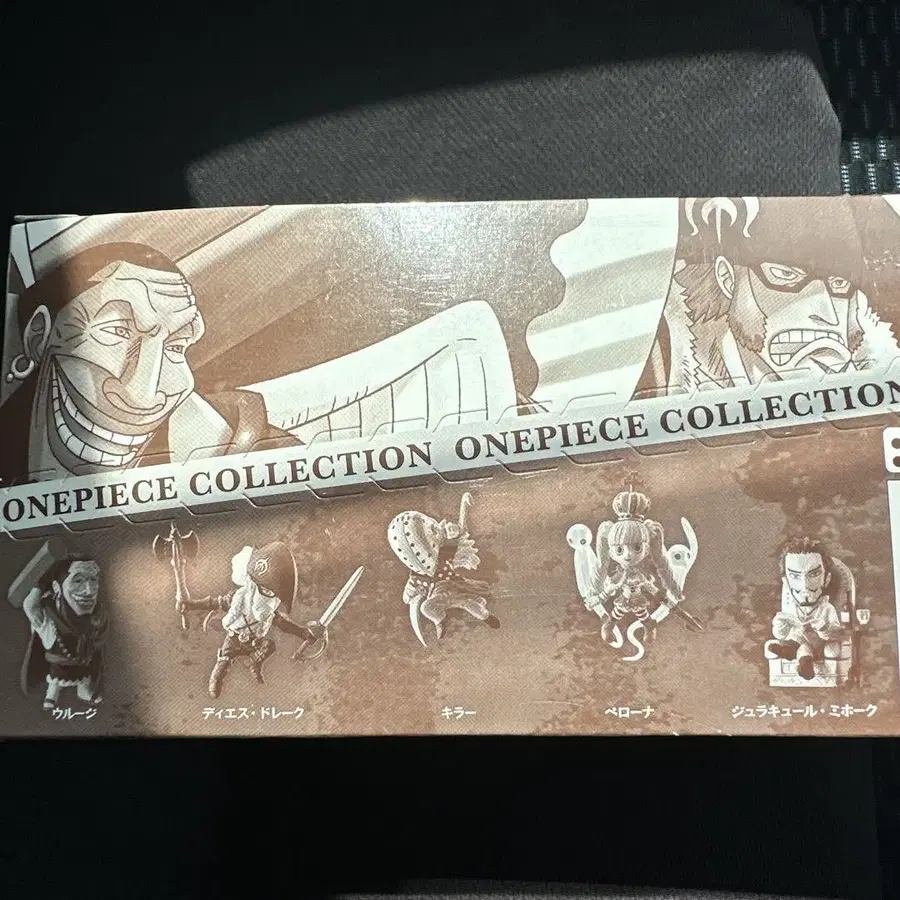 ONEPIECE COLLECTION ONEPIECE COLLECTION
ウルージ
ディエス・ドレーク
キラー
ペローナ
ジュラキュール・ミホーク